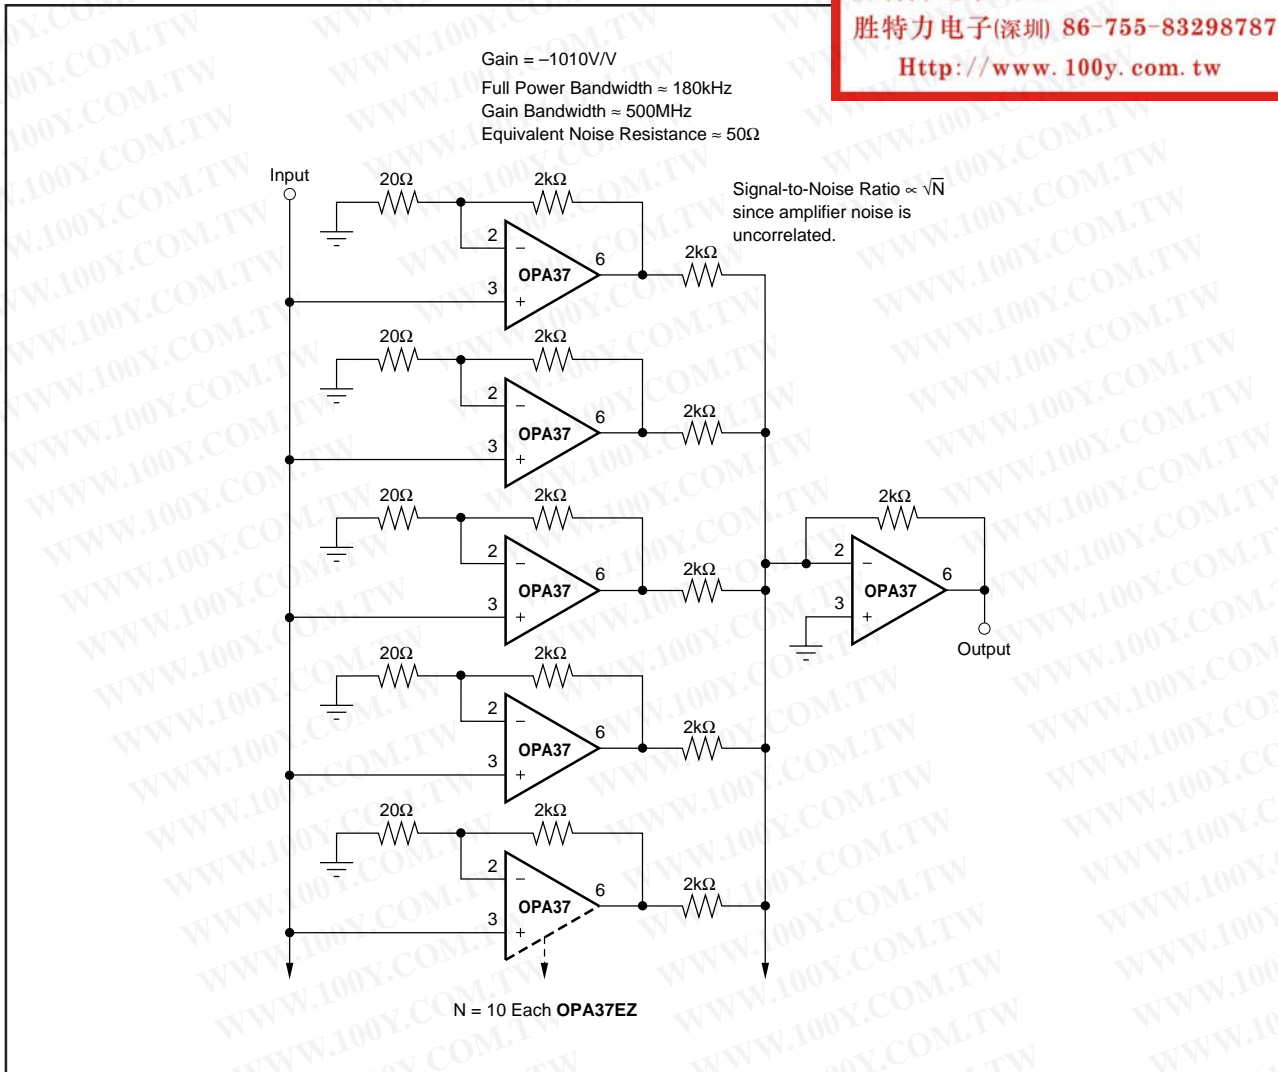 胜特力电子(深圳) 86-755-83298787
Http://www.100y.com.tw
Gain = –1010V/V
Full Power Bandwidth ≈ 180kHz
Gain Bandwidth ≈ 500MHz
Equivalent Noise Resistance ≈ 50Ω
Input
20Ω
2kΩ
Signal-to-Noise Ratio ∝ √N
since amplifier noise is
uncorrelated.
2
–
OPA37
6
3
+
2kΩ
20Ω
2kΩ
2
–
OPA37
6
3
+
2kΩ
20Ω
2kΩ
2
–
OPA37
6
3
+
2kΩ
2kΩ
2
–
OPA37
6
3
+
Output
20Ω
2kΩ
2
–
OPA37
6
3
+
2kΩ
20Ω
2kΩ
2
–
OPA37
6
3
+
2kΩ
N = 10 Each OPA37EZ
WWW.100Y.COM.TW